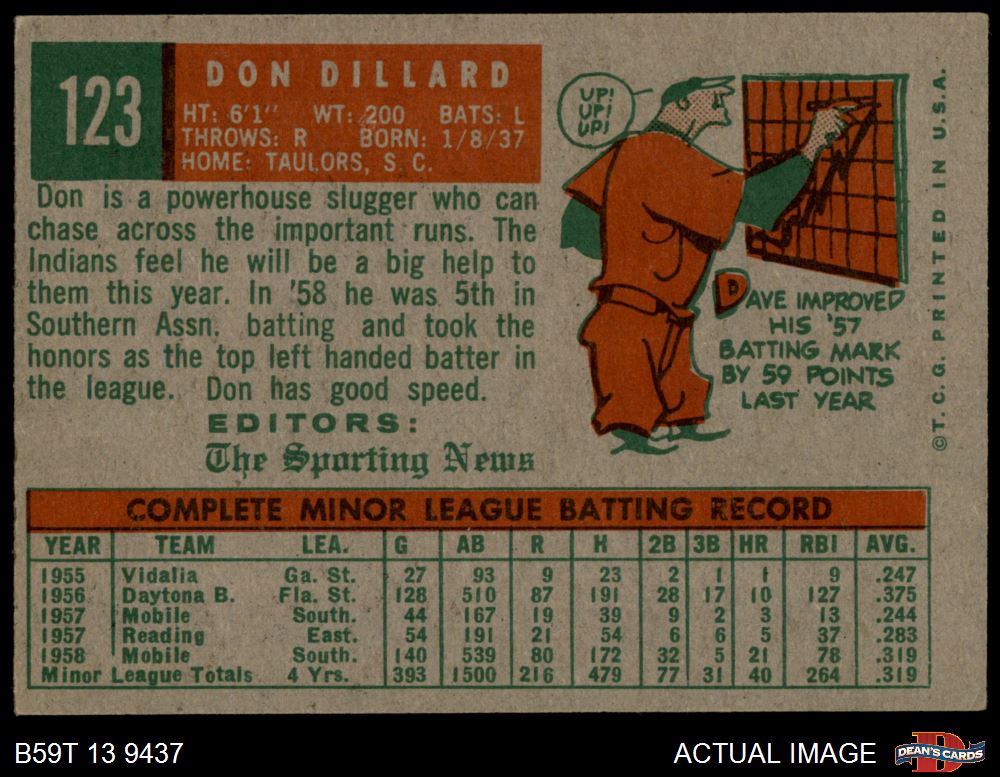 123
DON DILLARD
HT: 6'1" WT: 200 BATS: L
THROWS: R BORN: 1/8/37
HOME: TAULORS, S. C.
Don is a powerhouse slugger who can
chase across the important runs. The
Indians feel he will be a big help to
them this year. In '58 he was 5th in
Southern Assn. batting and took the
honors as the top left handed batter in
the league. Don has good speed.
EDITORS:
The Sporting News
UP!
UP!
UP!
DAVE IMPROVED
HIS '57
BATTING MARK
BY 59 POINTS
LAST YEAR
©T. C. G. PRINTED IN U.S.A.
COMPLETE MINOR LEAGUE BATTING RECORD
YEAR TEAM LEA. G AB R H 2B 3B HR RBI AVG.
1955 Vidalia Ga. St. 27 93 9 23 2 1 1 9 .247
1956 Daytona B. Fla. St. 128 510 87 191 28 17 10 127 .375
1957 Mobile South. 44 167 19 39 9 2 3 13 .244
1957 Reading East. 54 191 21 54 6 6 5 37 .283
1958 Mobile South. 140 539 80 172 32 5 21 78 .319
Minor League Totals 4 Yrs. 393 1500 216 479 77 31 40 264 .319
B59T 13 9437
ACTUAL IMAGE
D
DEAN'S CARDS